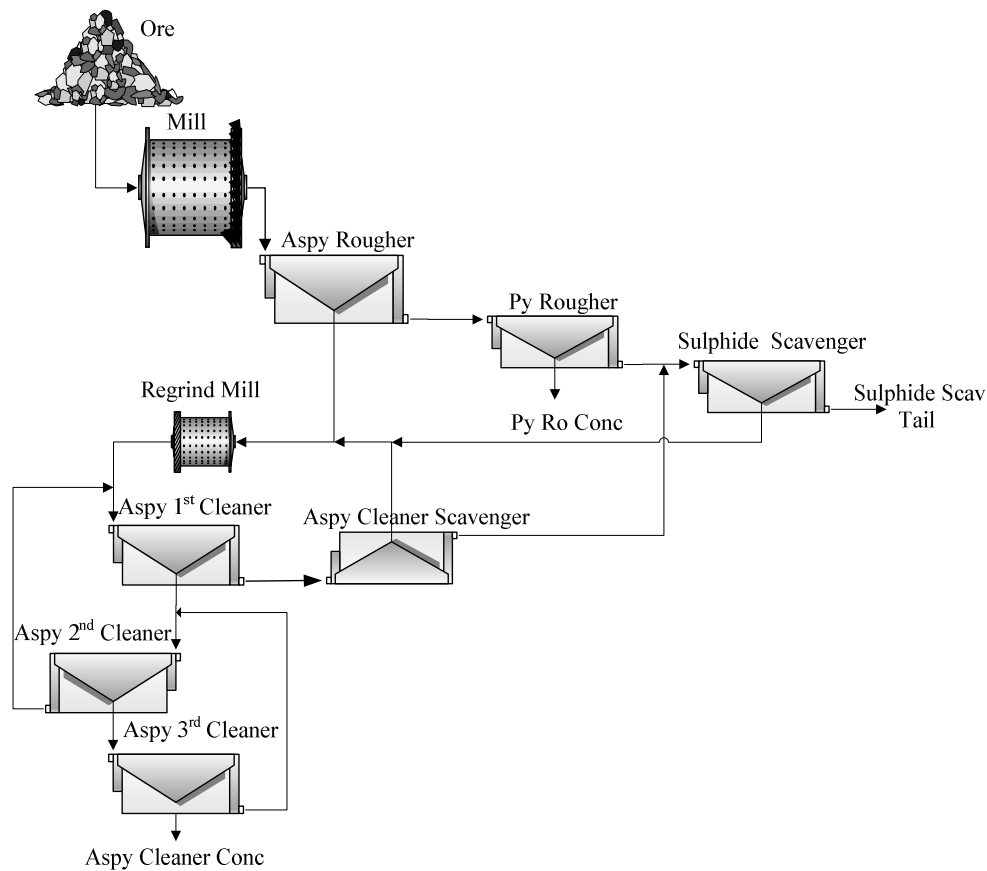 Ore
Mill
Aspy Rougher
Py Rougher
Sulphide Scavenger
Regrind Mill
Sulphide Scav
Tail
Py Ro Conc
Aspy 1st Cleaner
Aspy Cleaner Scavenger
Aspy 2nd Cleaner
Aspy 3rd Cleaner
Aspy Cleaner Conc